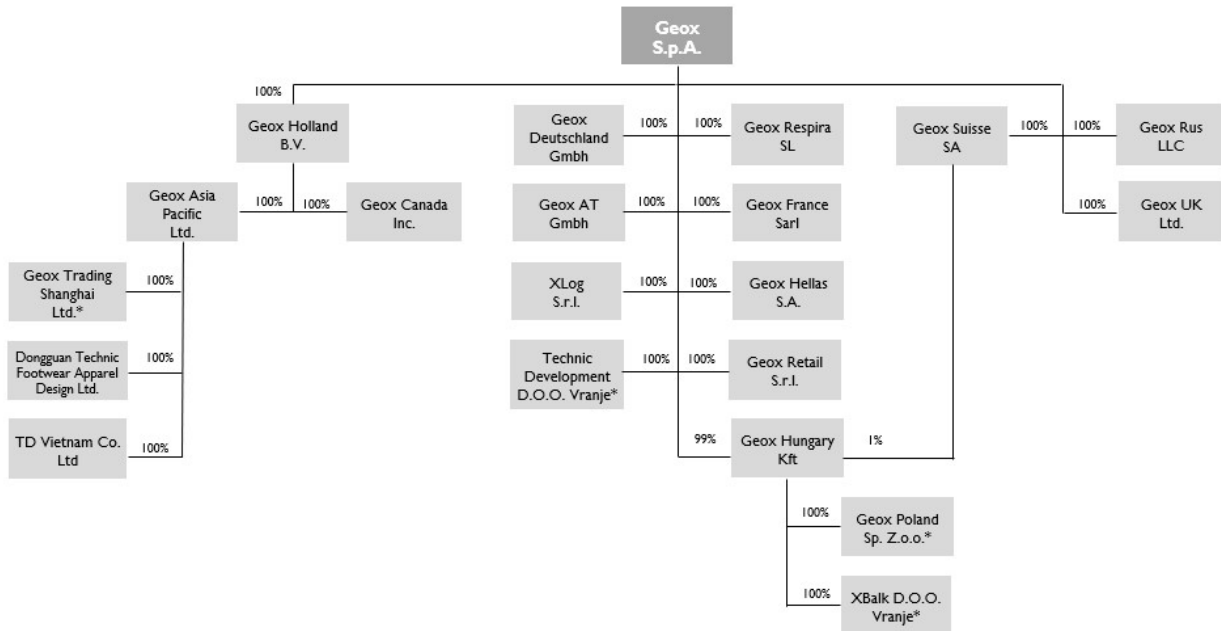 Geox
S.p.A.
100%
Geox Holland
B.V.
Geox
Deutschland
Gmbh
100%
100%
Geox Respira
SL
Geox Suisse
SA
100%
100%
Geox Rus
LLC
Geox Asia
Pacific
Ltd.
100%
100%
Geox Canada
Inc.
Geox AT
Gmbh
100%
100%
Geox France
Sarl
100%
Geox UK
Ltd.
Geox Trading
Shanghai
Ltd.*
100%
XLog
S.r.l.
100%
100%
Geox Hellas
S.A.
Dongguan Technic
Footwear Apparel
Design Ltd.
100%
Technic
Development
D.O.O. Vranje*
100%
100%
Geox Retail
S.r.l.
TD Vietnam Co.
Ltd
100%
99%
Geox Hungary
Kft
1%
100%
Geox Poland
Sp. Z.o.o.*
100%
XBalk D.O.O.
Vranje*